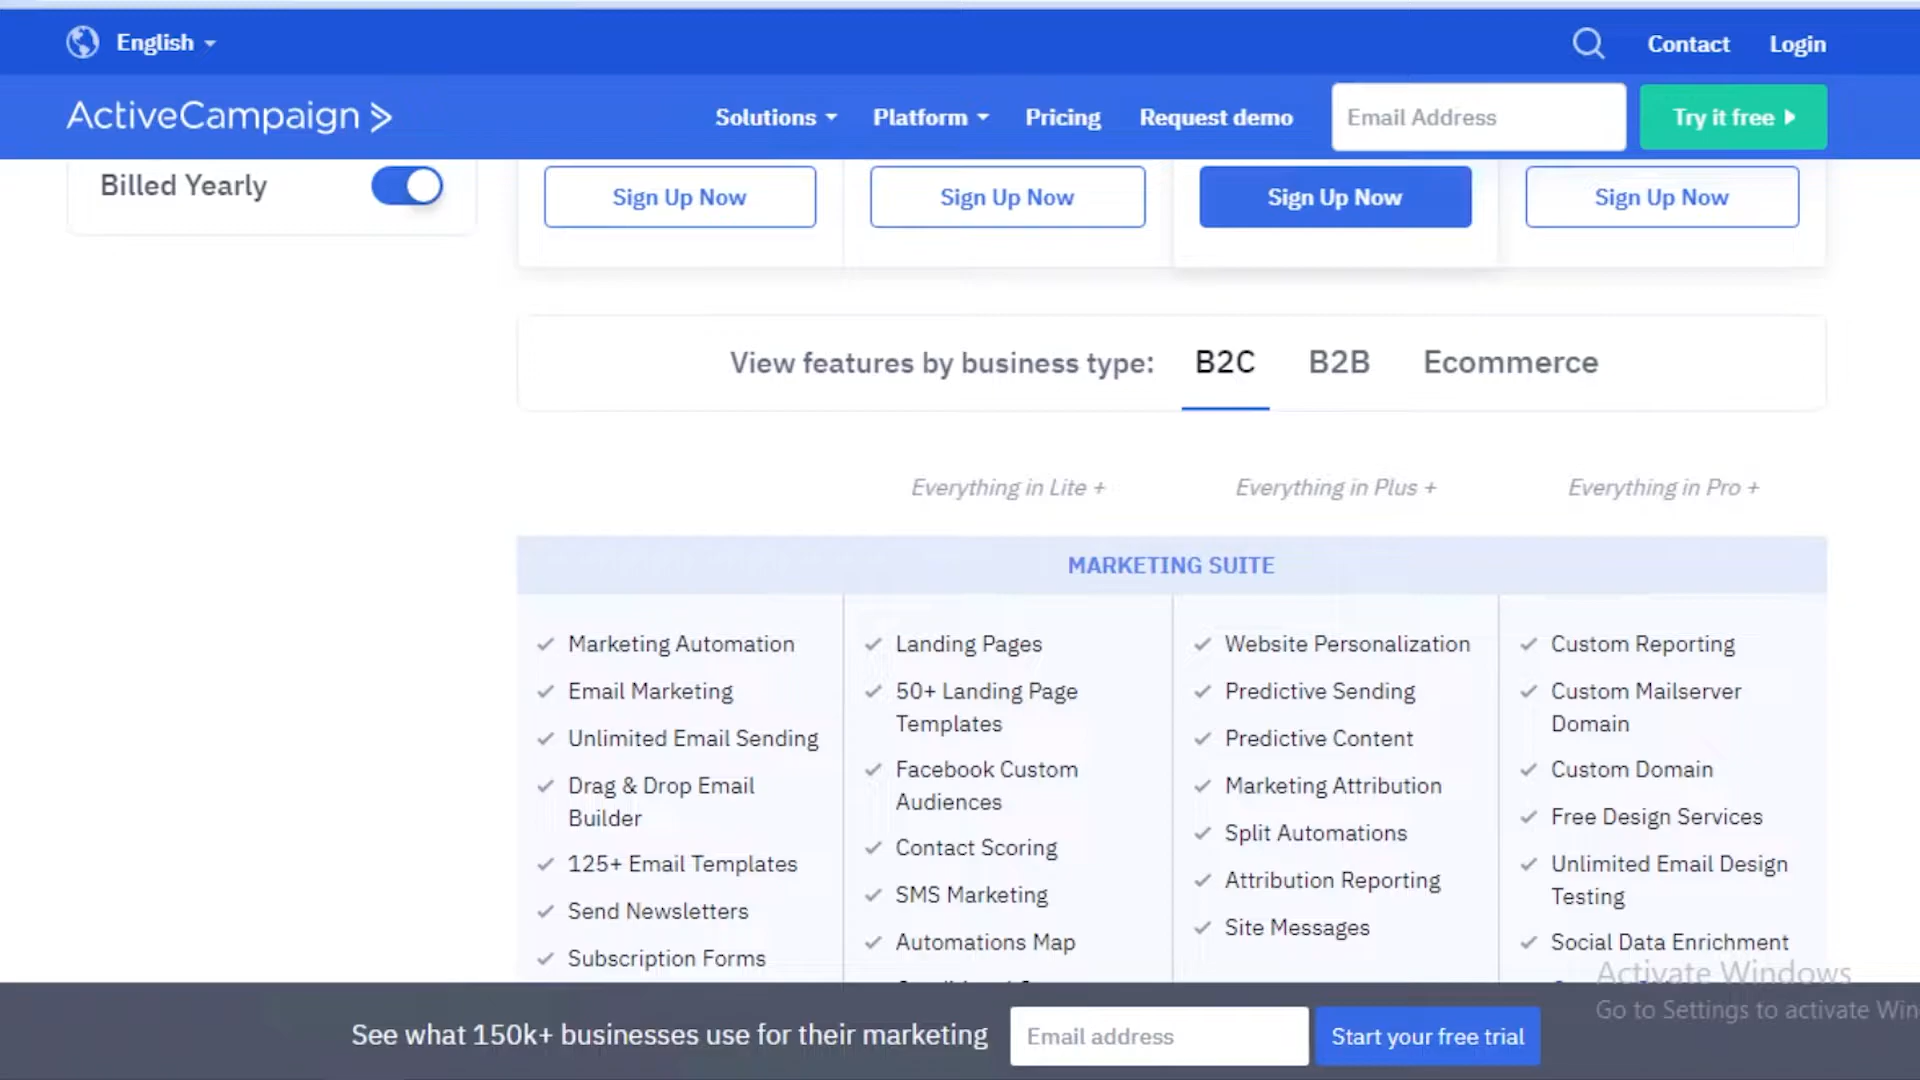 English
Contact
Login
ActiveCampaign >
Solutions
Platform
Pricing
Request demo
Email Address
Try it free
Billed Yearly
Sign Up Now
Sign Up Now
Sign Up Now
Sign Up Now
View features by business type:
B2C
B2B
Ecommerce
Everything in Lite +
Everything in Plus +
Everything in Pro +
MARKETING SUITE
Marketing Automation
Email Marketing
Unlimited Email Sending
Drag & Drop Email
Builder
125+ Email Templates
Send Newsletters
Subscription Forms
Landing Pages
50+ Landing Page
Templates
Facebook Custom
Audiences
Contact Scoring
SMS Marketing
Automations Map
Website Personalization
Predictive Sending
Predictive Content
Marketing Attribution
Split Automations
Attribution Reporting
Site Messages
Custom Reporting
Custom Mailserver
Domain
Custom Domain
Free Design Services
Unlimited Email Design
Testing
Social Data Enrichment
Activate Windows
Go to Settings to activate Win
See what 150k+ businesses use for their marketing
Email address
Start your free trial